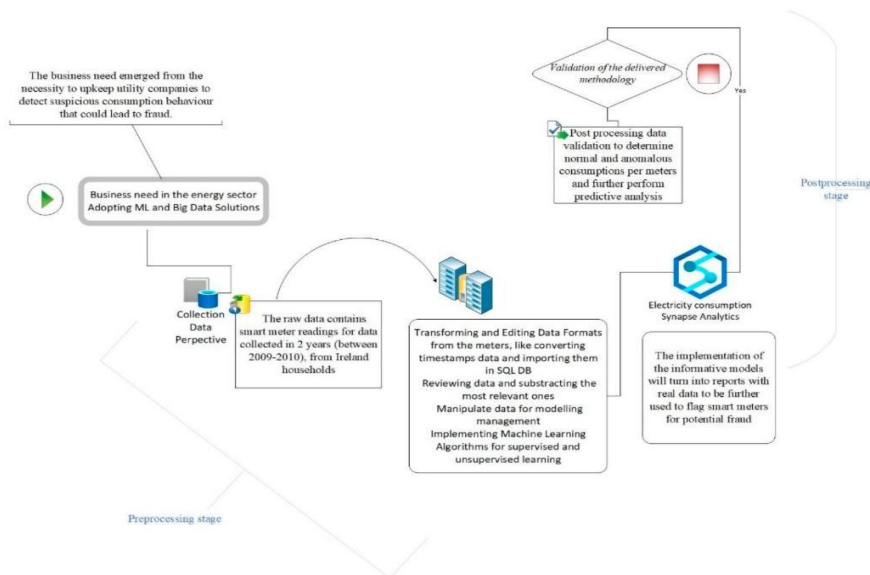 The business need emerged from the
necessity to upkeep utility companies to
detect suspicious consumption behaviour
that could lead to fraud.
Business need in the energy sector
Adopting ML and Big Data Solutions
Collection
Data
Perpective
The raw data contains
smart meter readings for data
collected in 2 years (between
2009-2010), from Ireland
households
Preprocessing stage
Transforming and Editing Data Formats
from the meters, like converting
timestamps data and importing them
in SQL DB
Reviewing data and substracting the
most relevant ones
Manipulate data for modelling
management
Implementing Machine Learning
Algorithms for supervised and
unsupervised learning
Electricity consumption
Synapse Analytics
The implementation of
the informative models
will turn into reports with
real data to be further
used to flag smart meters
for potential fraud
Yes
Validation of the delivered
methodology
Post processing data
validation to determine
normal and anomalous
consumptions per meters
and further perform
predictive analysis
Postprocessing
stage